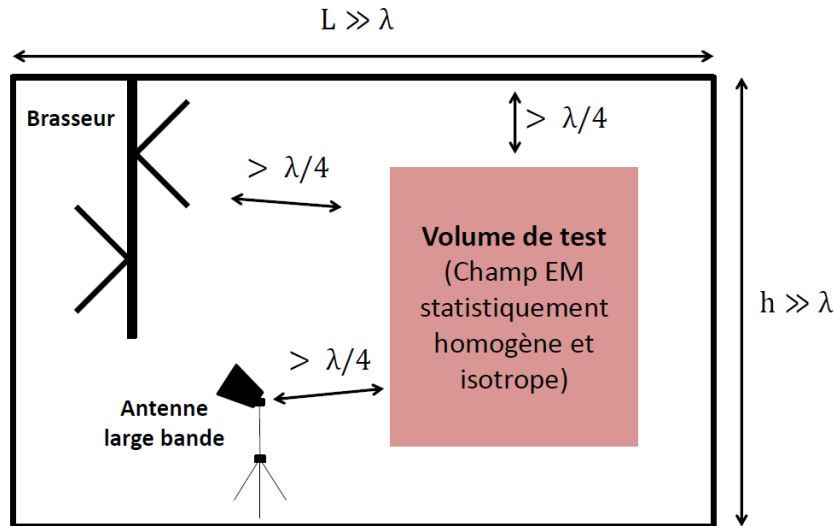 L ≫ λ
Brasseur
> λ/4
> λ/4
Volume de test
(Champ EM
statistiquement
homogène et
isotrope)
h ≫ λ
> λ/4
Antenne
large bande